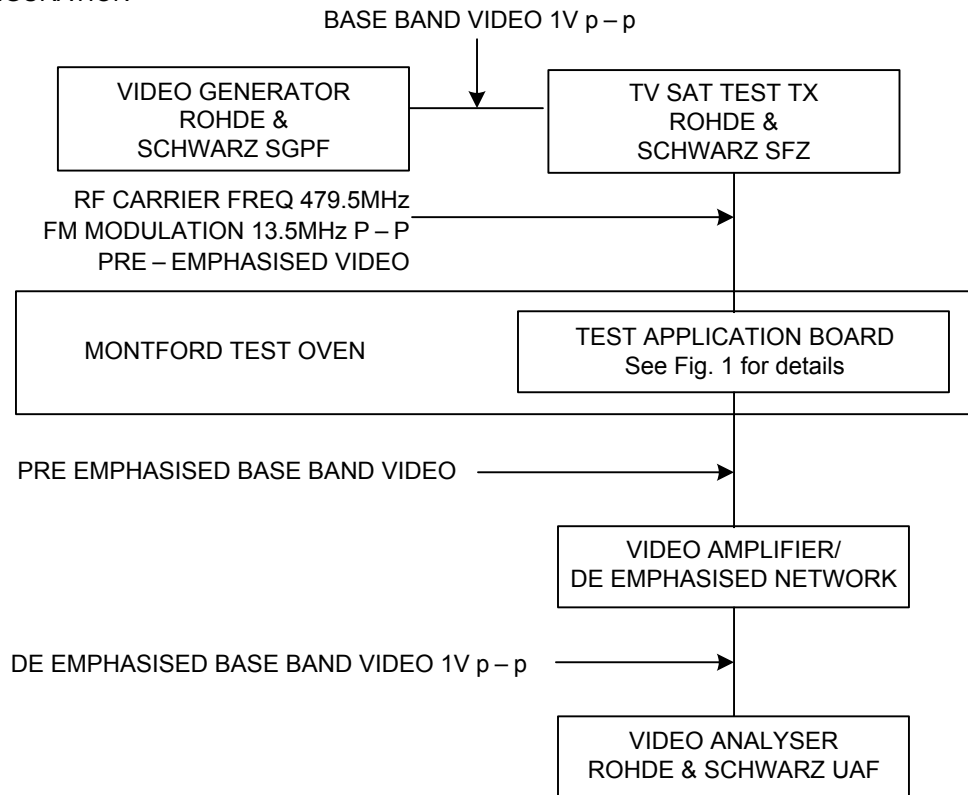 BASE BAND VIDEO 1V p – p
VIDEO GENERATOR
ROHDE &
SCHWARZ SGPF
TV SAT TEST TX
ROHDE &
SCHWARZ SFZ
RF CARRIER FREQ 479.5MHz
FM MODULATION 13.5MHz P – P
PRE – EMPHASISED VIDEO
MONTFORD TEST OVEN
TEST APPLICATION BOARD
See Fig. 1 for details
PRE EMPHASISED BASE BAND VIDEO
VIDEO AMPLIFIER/
DE EMPHASISED NETWORK
DE EMPHASISED BASE BAND VIDEO 1V p – p
VIDEO ANALYSER
ROHDE & SCHWARZ UAF